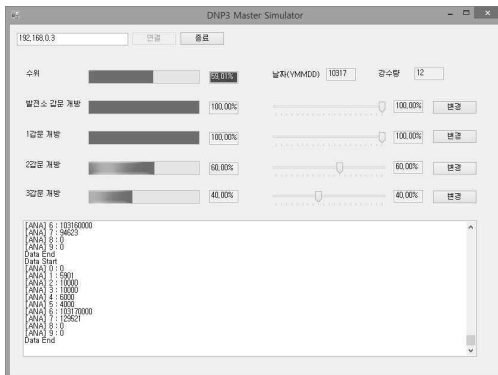 DNP3 Master Simulator
192,168,0,3 연결 종료
수위 59,01% 날짜(YMMDD) 10317 강수량 12
발전소 갑문 개방 100,00% 100,00% 변경
1갑문 개방 100,00% 100,00% 변경
2갑문 개방 60,00% 60,00% 변경
3갑문 개방 40,00% 40,00% 변경
[ANA] 6 : 103160000
[ANA] 7 : 94623
[ANA] 8 : 0
[ANA] 9 : 0
Data End
Data Start
[ANA] 0 : 0
[ANA] 1 : 5901
[ANA] 2 : 10000
[ANA] 3 : 10000
[ANA] 4 : 6000
[ANA] 5 : 4000
[ANA] 6 : 103170000
[ANA] 7 : 129521
[ANA] 8 : 0
[ANA] 9 : 0
Data End